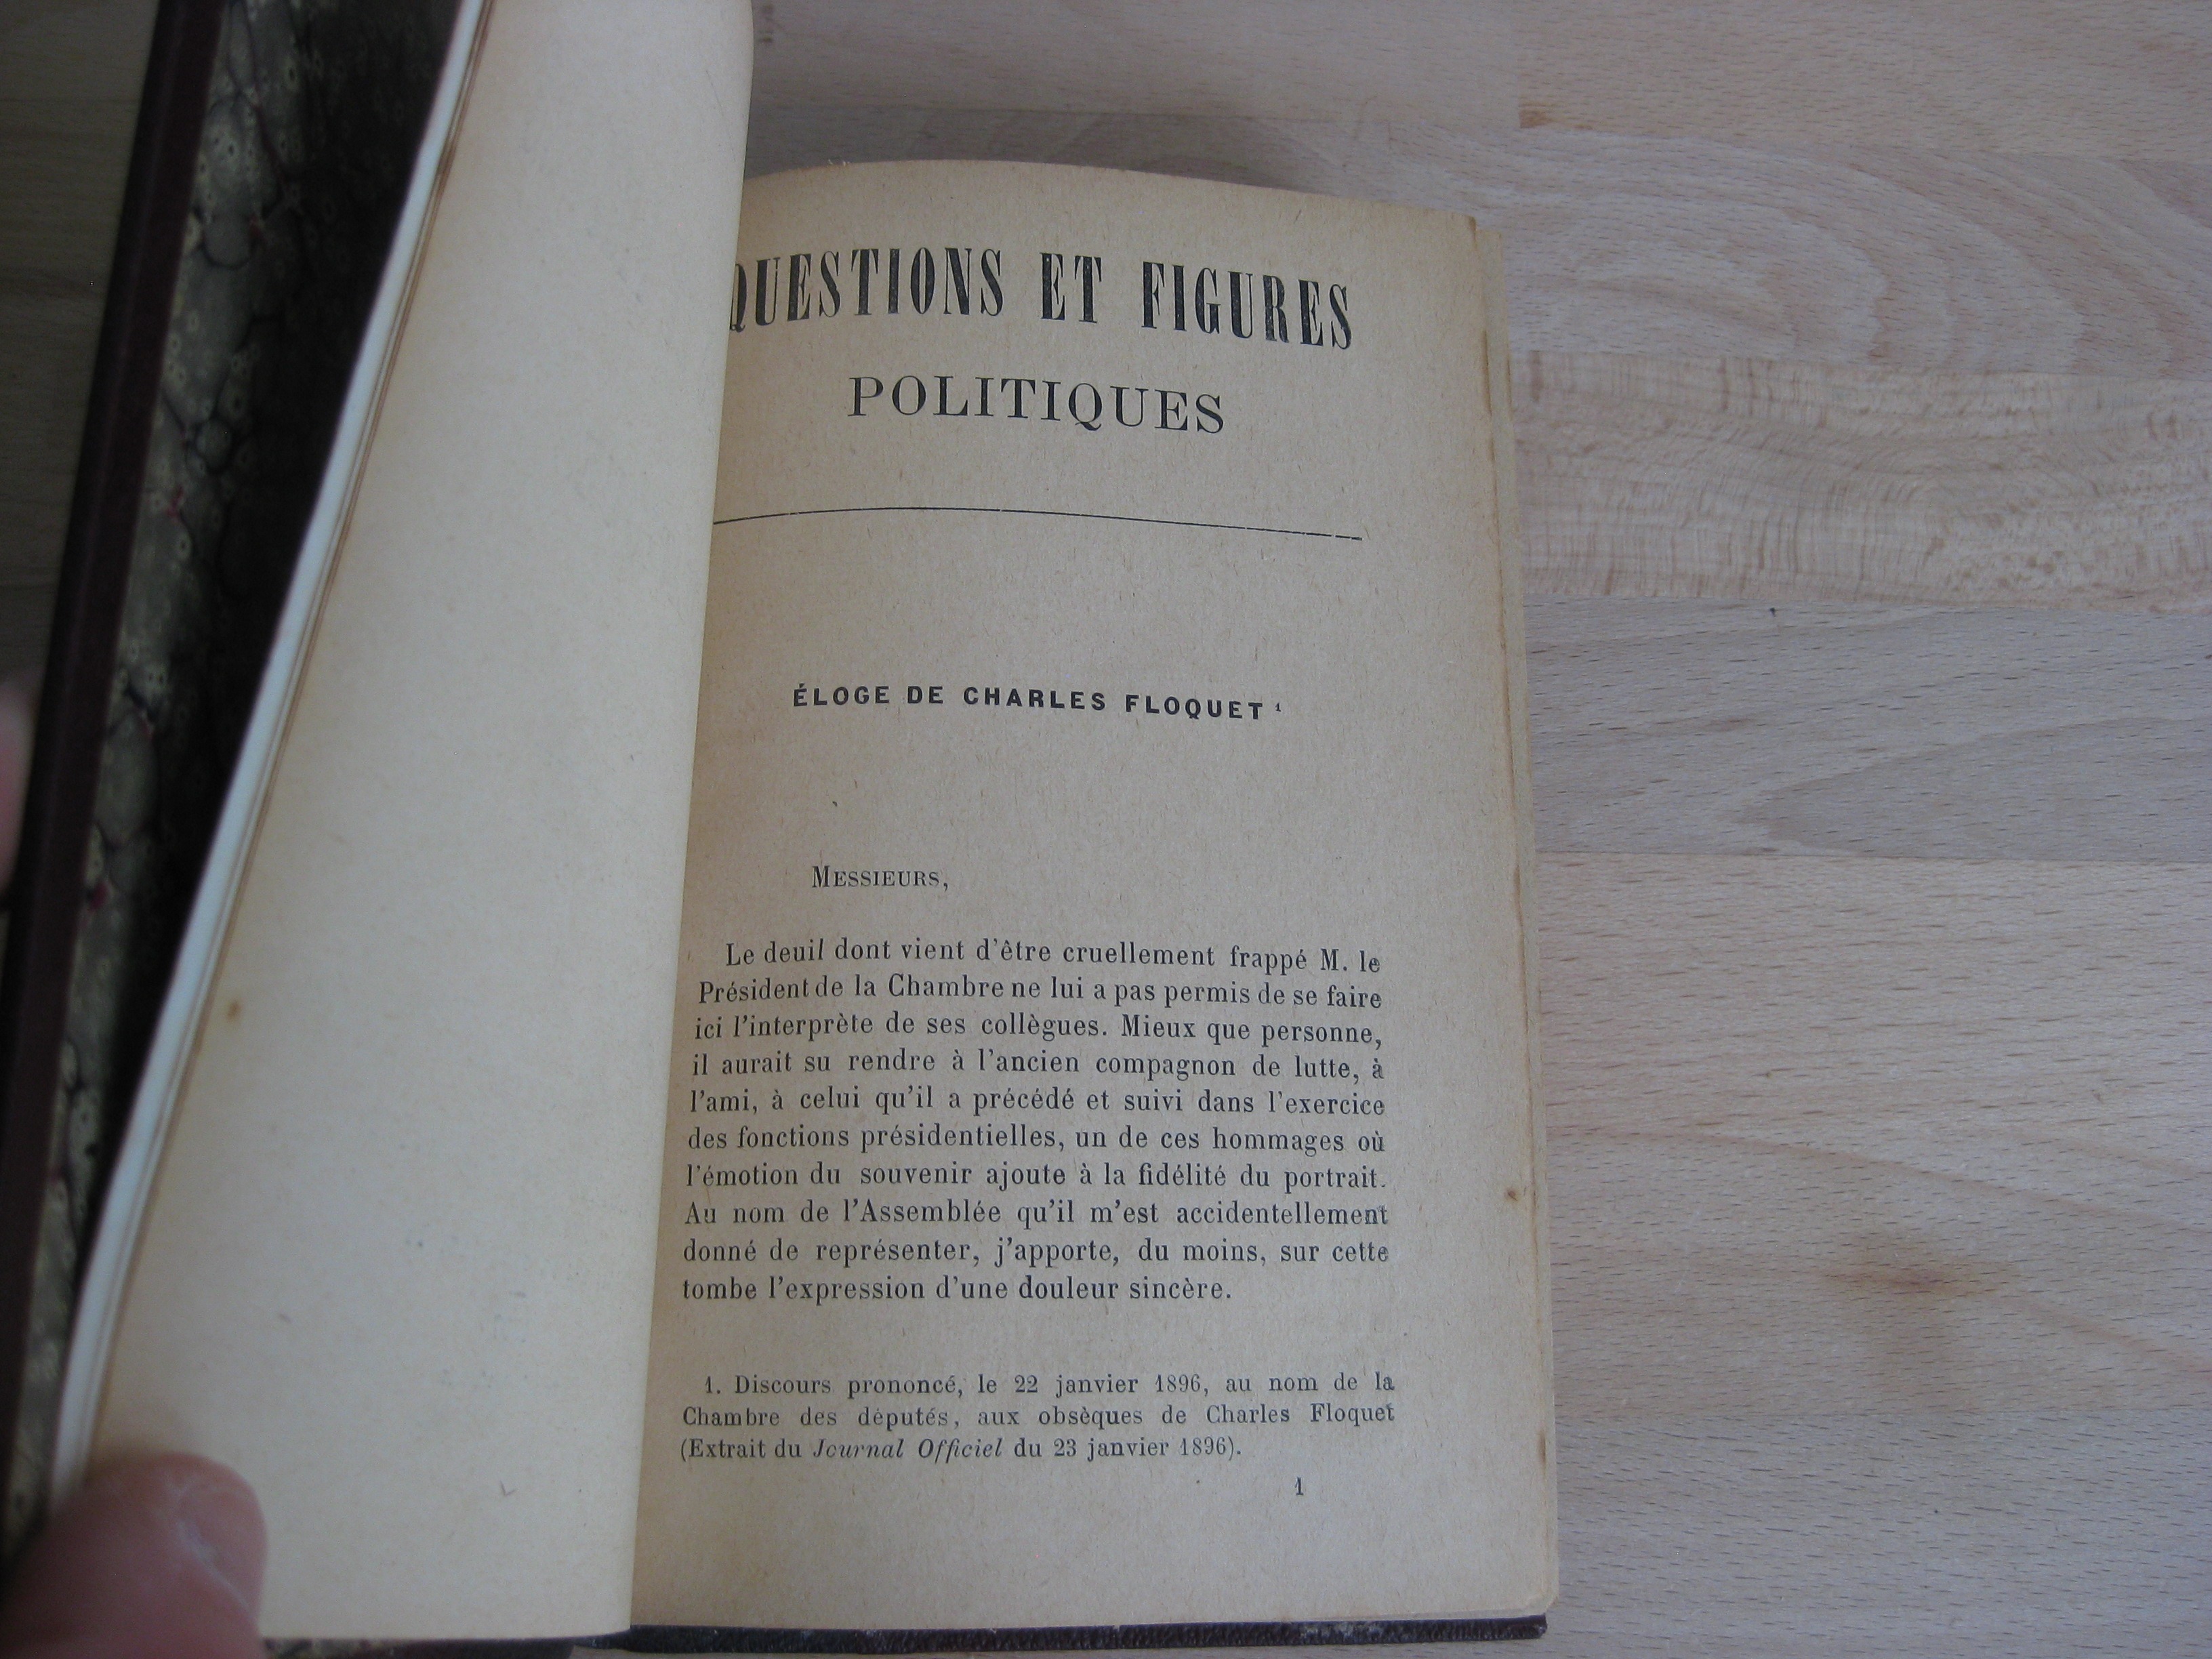 QUESTIONS ET FIGURES
POLITIQUES
ÉLOGE DE CHARLES FLOQUET ¹
MESSIEURS,
Le deuil dont vient d'être cruellement frappé M. le
Président de la Chambre ne lui a pas permis de se faire
ici l'interprète de ses collègues. Mieux que personne,
il aurait su rendre à l'ancien compagnon de lutte, à
l'ami, à celui qu'il a précédé et suivi dans l'exercice
des fonctions présidentielles, un de ces hommages où
l'émotion du souvenir ajoute à la fidélité du portrait.
Au nom de l'Assemblée qu'il m'est accidentellement
donné de représenter, j'apporte, du moins, sur cette
tombe l'expression d'une douleur sincère.
1. Discours prononcé, le 22 janvier 1896, au nom de la
Chambre des députés, aux obsèques de Charles Floquet
(Extrait du Journal Officiel du 23 janvier 1896).
1